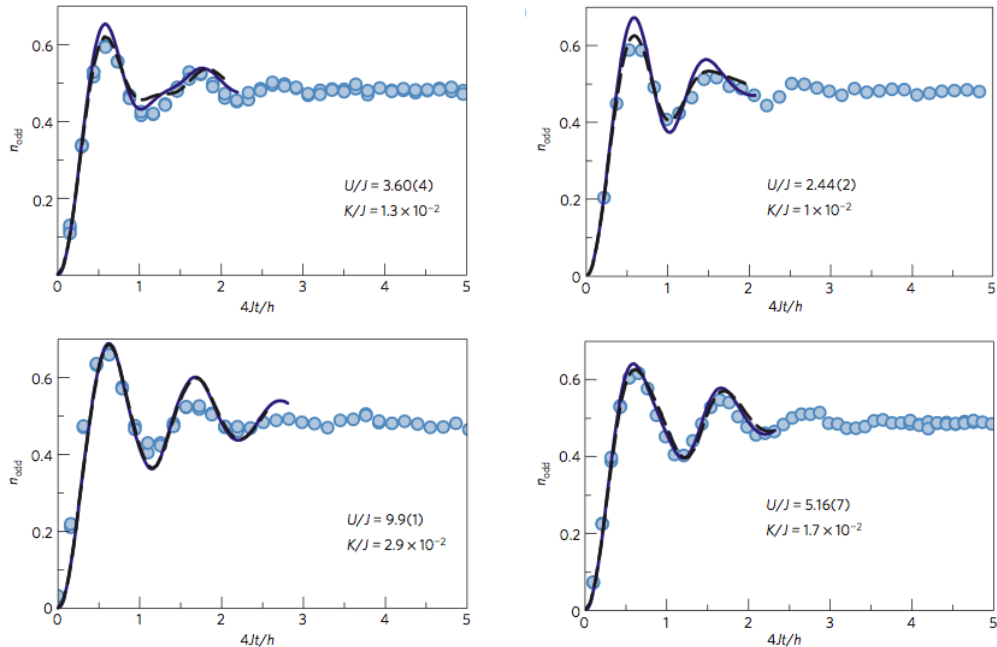 0.6
0.4
0.2
n_odd
U/J = 3.60(4)
K/J = 1.3 × 10⁻²
0 1 2 3 4 5
4Jt/h
0.6
0.4
0.2
0
n_odd
U/J = 2.44(2)
K/J = 1 × 10⁻²
0 1 2 3 4 5
4Jt/h
0.6
0.4
0.2
0
n_odd
U/J = 9.9(1)
K/J = 2.9 × 10⁻²
0 1 2 3 4 5
4Jt/h
0.6
0.4
0.2
0
n_odd
U/J = 5.16(7)
K/J = 1.7 × 10⁻²
0 1 2 3 4 5
4Jt/h